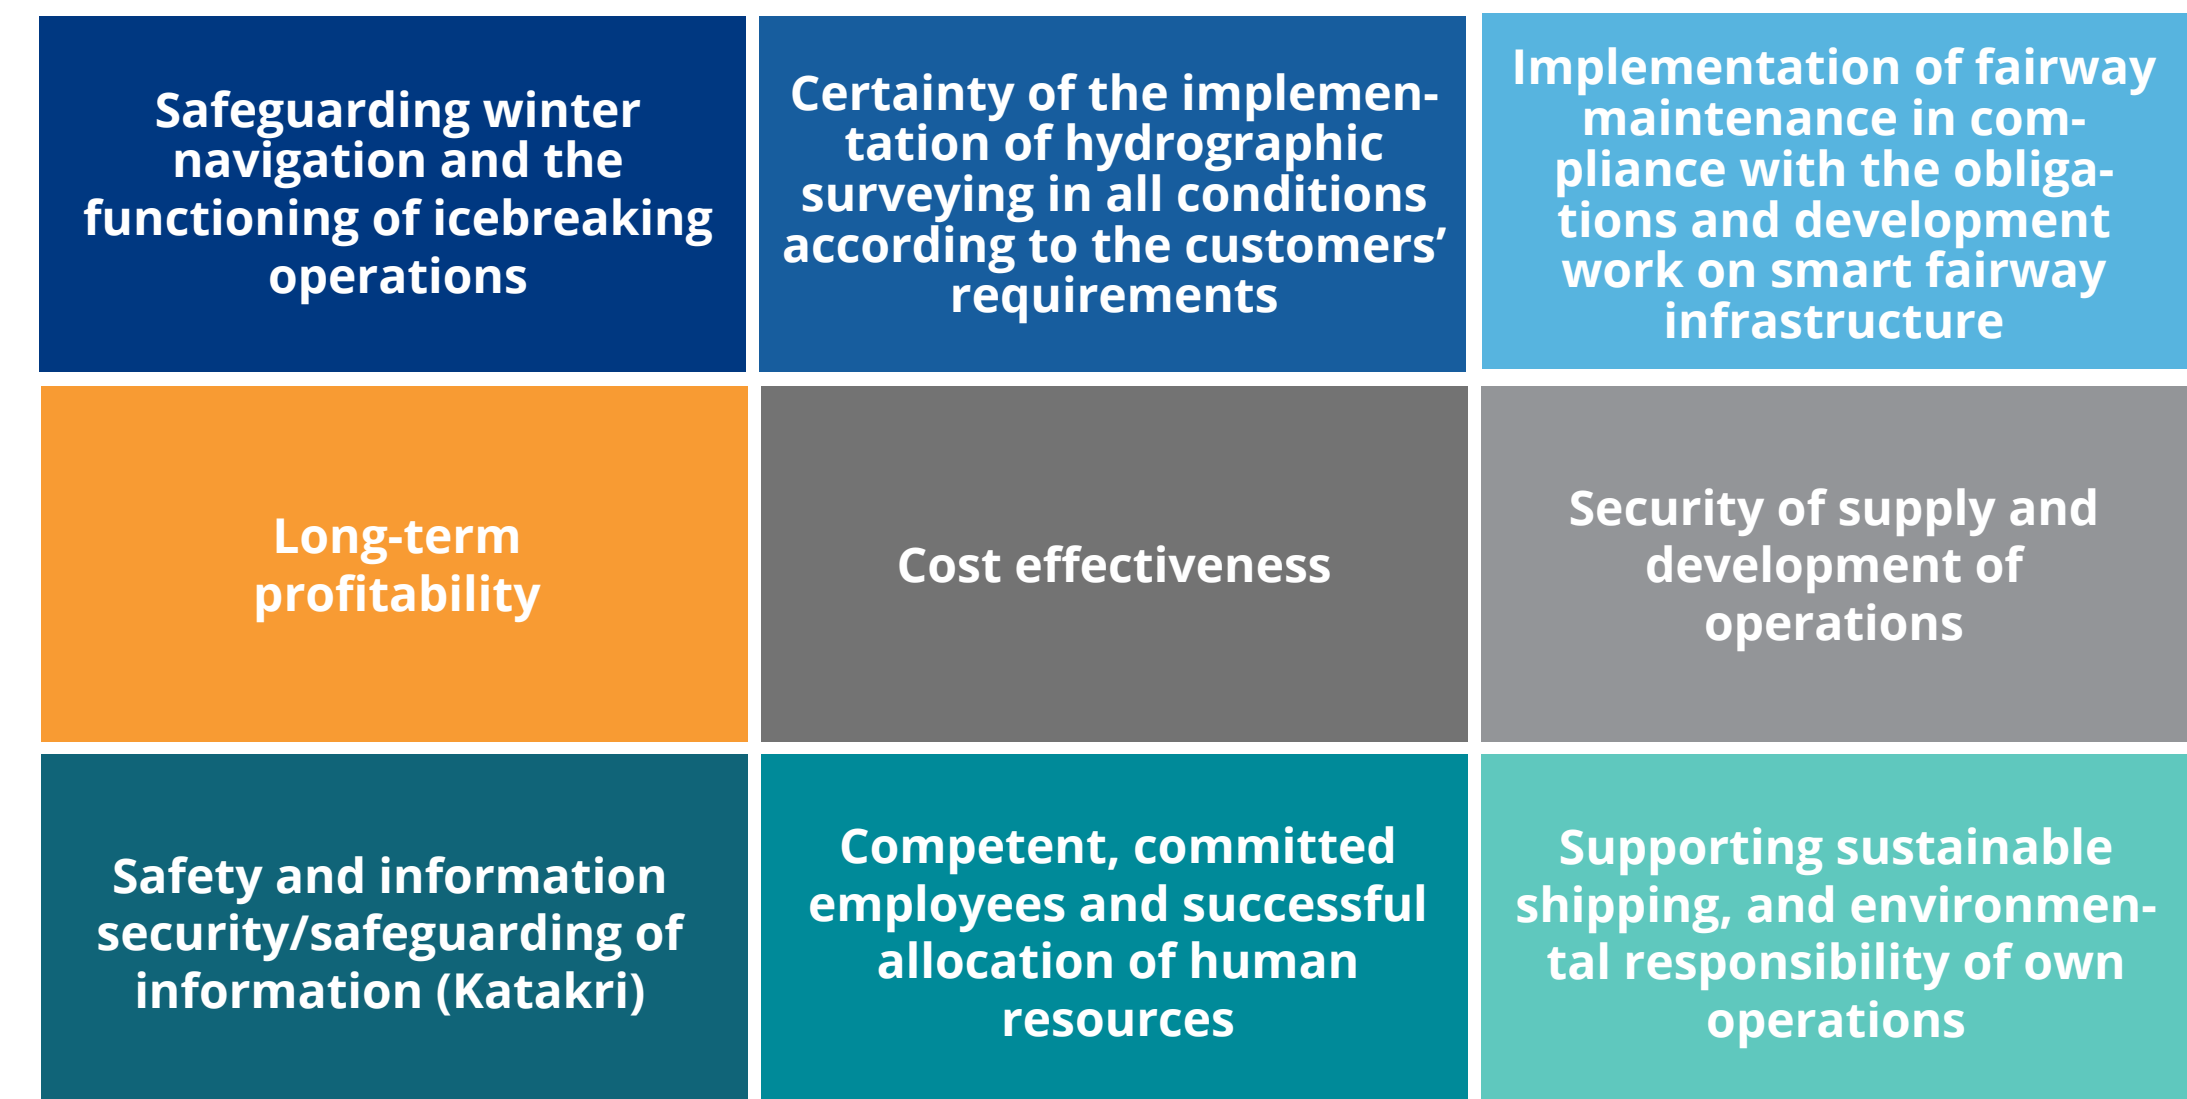 Safeguarding winter
navigation and the
functioning of icebreaking
operations
Certainty of the implemen-
tation of hydrographic
surveying in all conditions
according to the customers’
requirements
Implementation of fairway
maintenance in com-
pliance with the obliga-
tions and development
work on smart fairway
infrastructure
Long-term
profitability
Cost effectiveness
Security of supply and
development of
operations
Safety and information
security/safeguarding of
information (Katakri)
Competent, committed
employees and successful
allocation of human
resources
Supporting sustainable
shipping, and environmen-
tal responsibility of own
operations